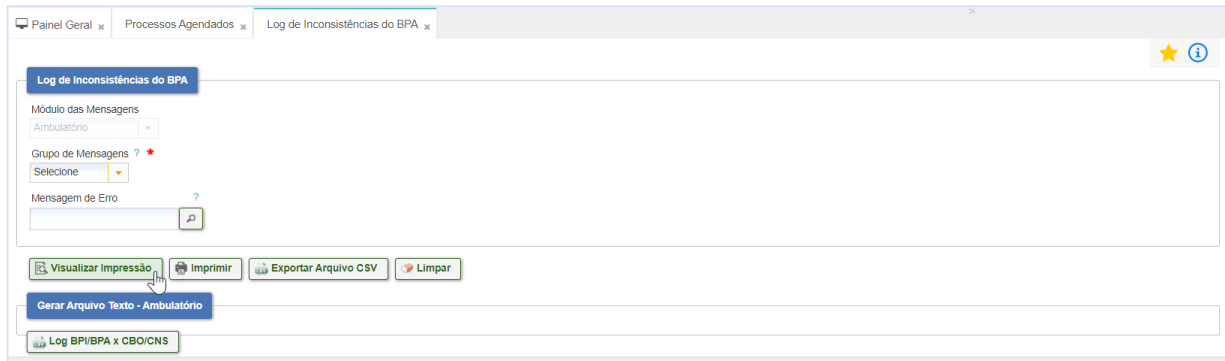 Painel Geral x Processos Agendados x Log de Inconsistências do BPA x >
Log de Inconsistências do BPA
Módulo das Mensagens
Ambulatório
Grupo de Mensagens ? *
Selecione
Mensagem de Erro ?
Visualizar Impressão Imprimir Exportar Arquivo CSV Limpar
Gerar Arquivo Texto - Ambulatório
Log BPI/BPA x CBO/CNS